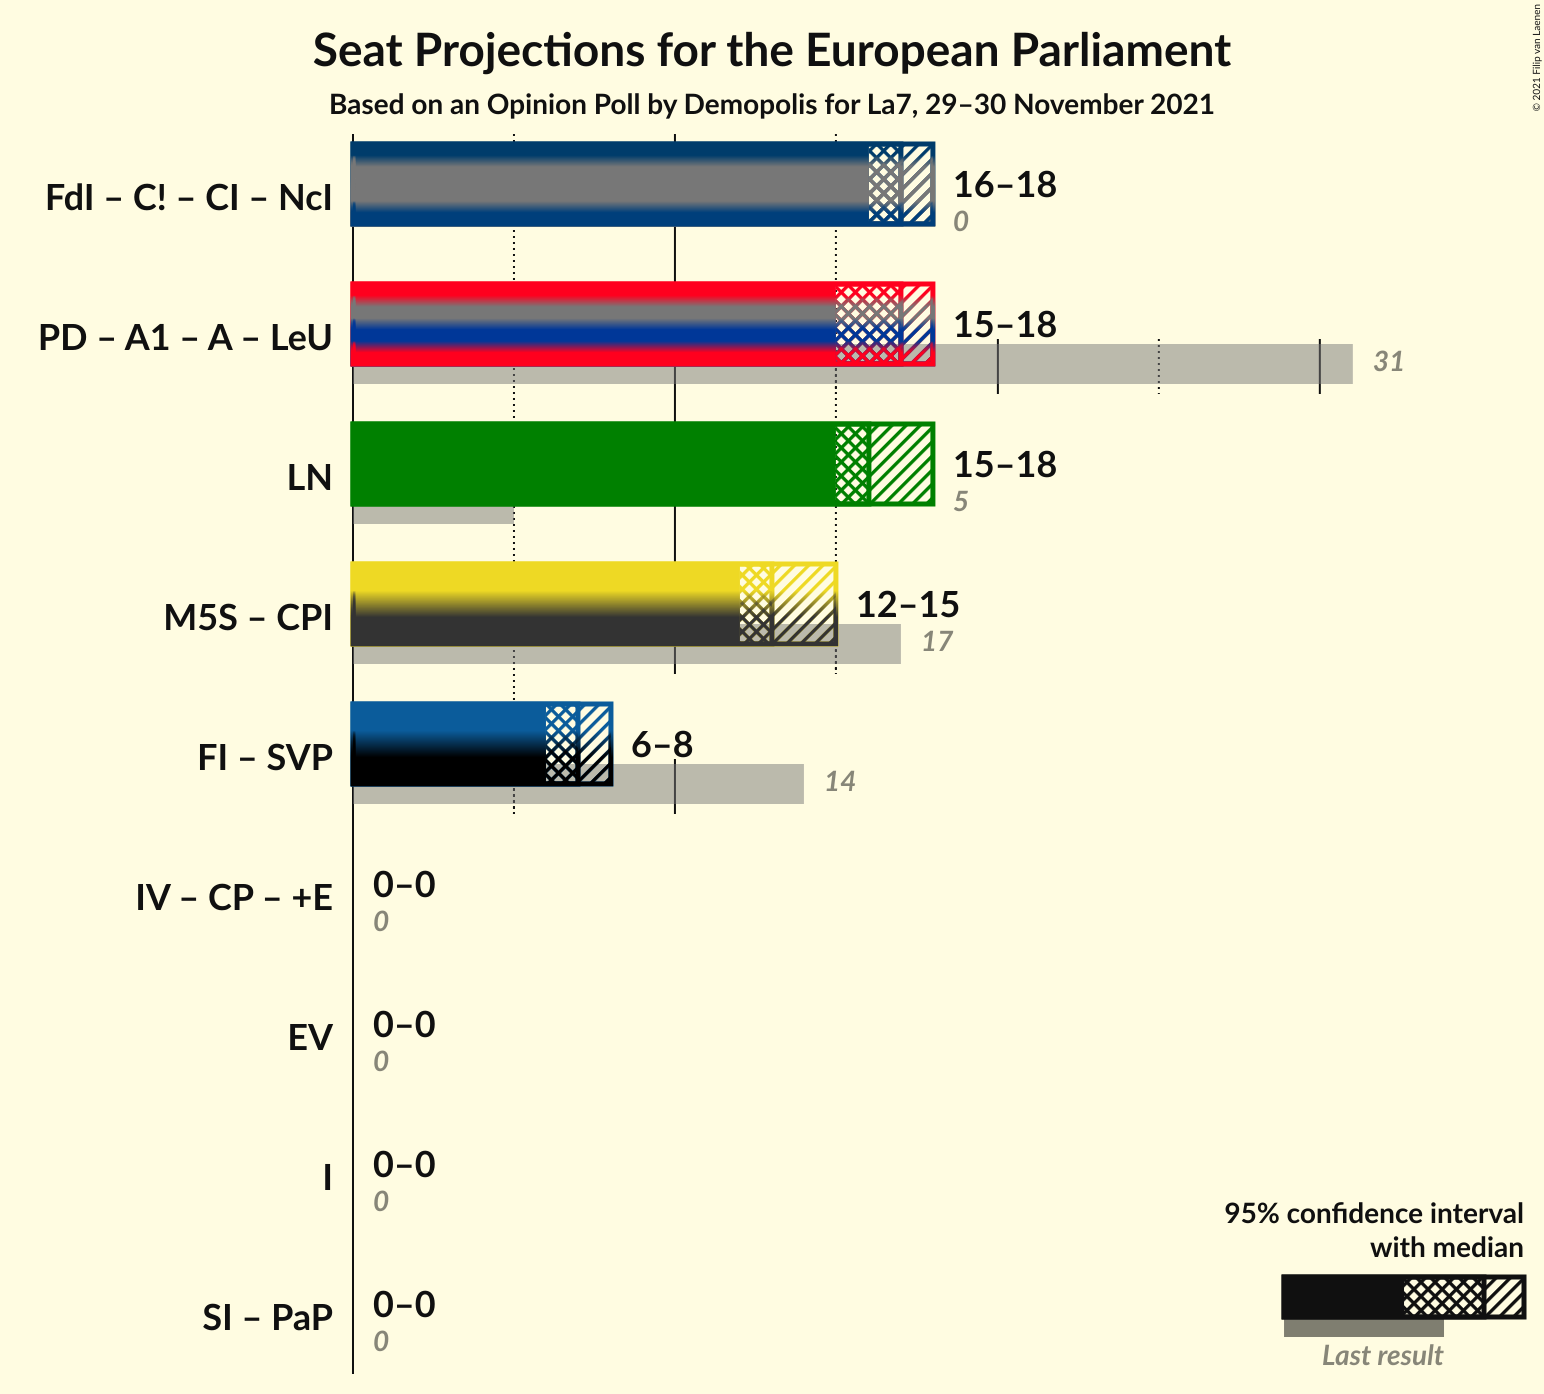 Seat Projections for the European Parliament
Based on an Opinion Poll by Demopolis for La7, 29–30 November 2021
© 2021 Filip van Laenen
FdI – C! – CI – NcI
16–18
0
PD – A1 – A – LeU
15–18
31
LN
15–18
5
M5S – CPI
12–15
17
FI – SVP
6–8
14
IV – CP – +E
0–0
0
EV
0–0
0
I
0–0
0
SI – PaP
0–0
0
95% confidence interval
with median
Last result